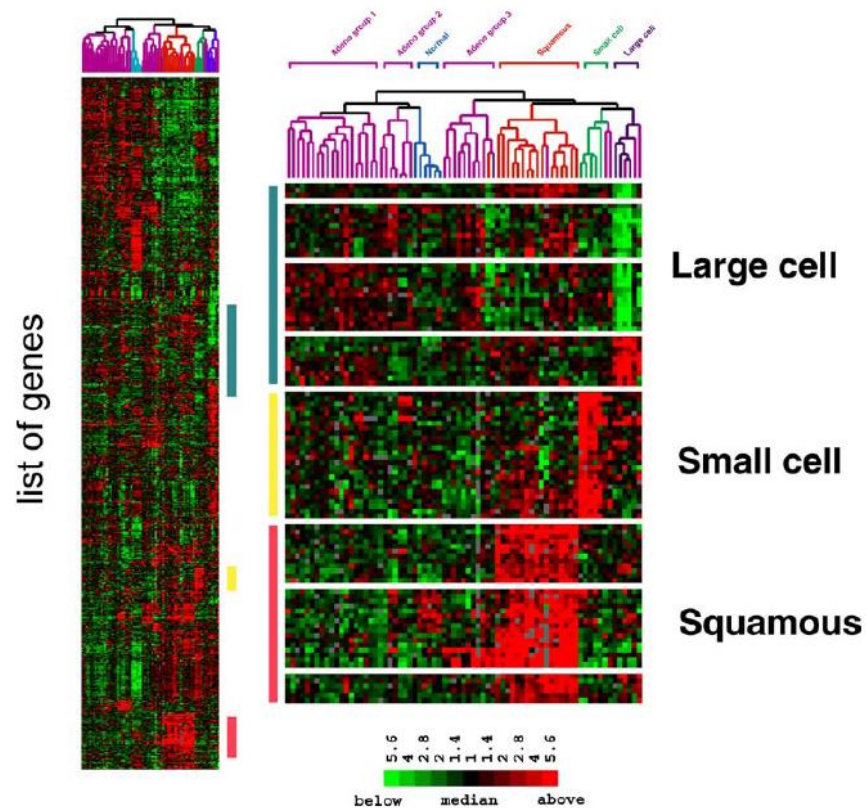 Adeno group 1
Adeno group 2
Normal
Adeno group 3
Squamous
Small cell
Large cell
list of genes
Large cell
Small cell
Squamous
5.6
4
2.8
2
1.4
1
1.4
2
2.8
4
5.6
below median above